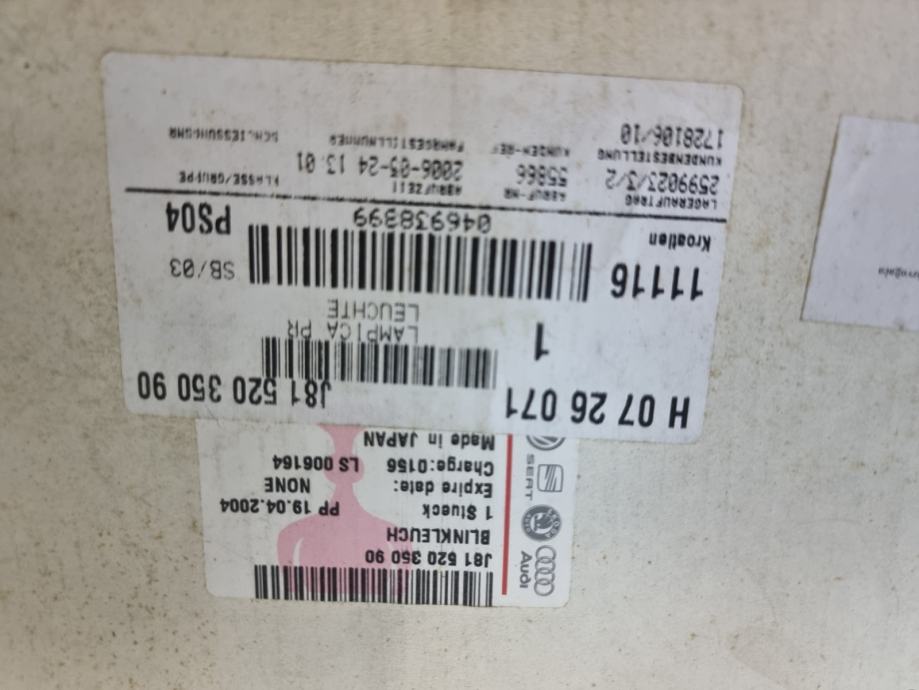 H 07 26 071
J81 520 350 90
1
LAMPICA PR
LEUCHTE
11116
SB/03
Kroatien
046938399
PS04
LAGERAUFTRAG
ABRUF-NR
ABRUFZEIT
KLASSE/GRUPPE
2599023/3/2
55866
2006-05-24 13.01
KUNDENBESTELLUNG
KUNDEN-REF
FAHRGESTELLNUMMER
1728106/10
Audi
SEAT
J81 520 350 90
BLINKLEUCH
1 Stueck
PP 19.04.2004
Expire date:
NONE
Charge:0156
LS 006164
Made in JAPAN